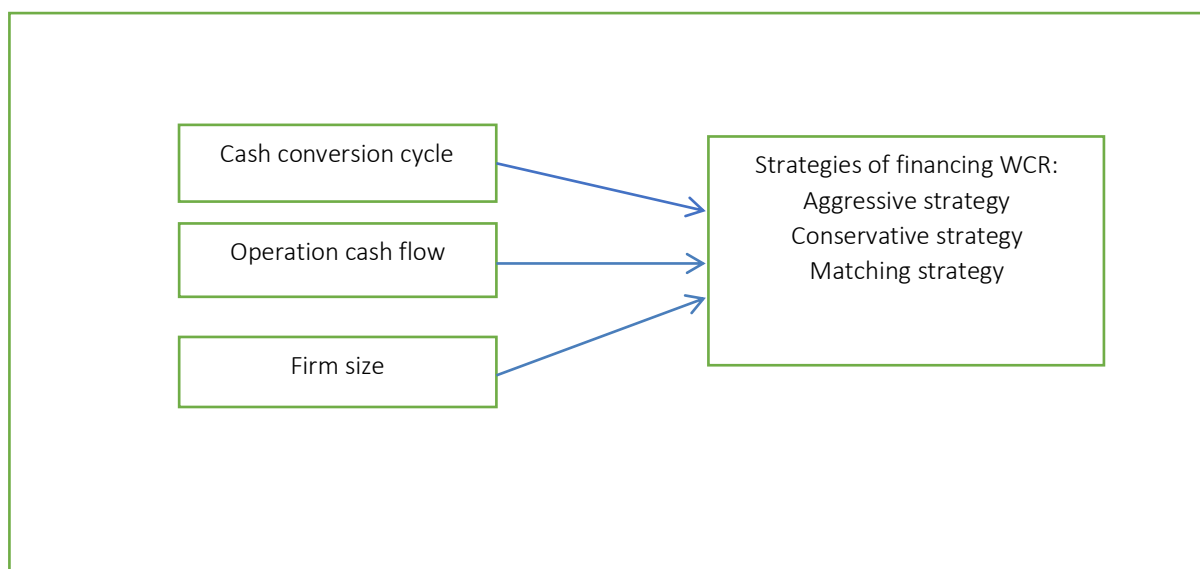 Cash conversion cycle
Operation cash flow
Firm size
Strategies of financing WCR:
Aggressive strategy
Conservative strategy
Matching strategy